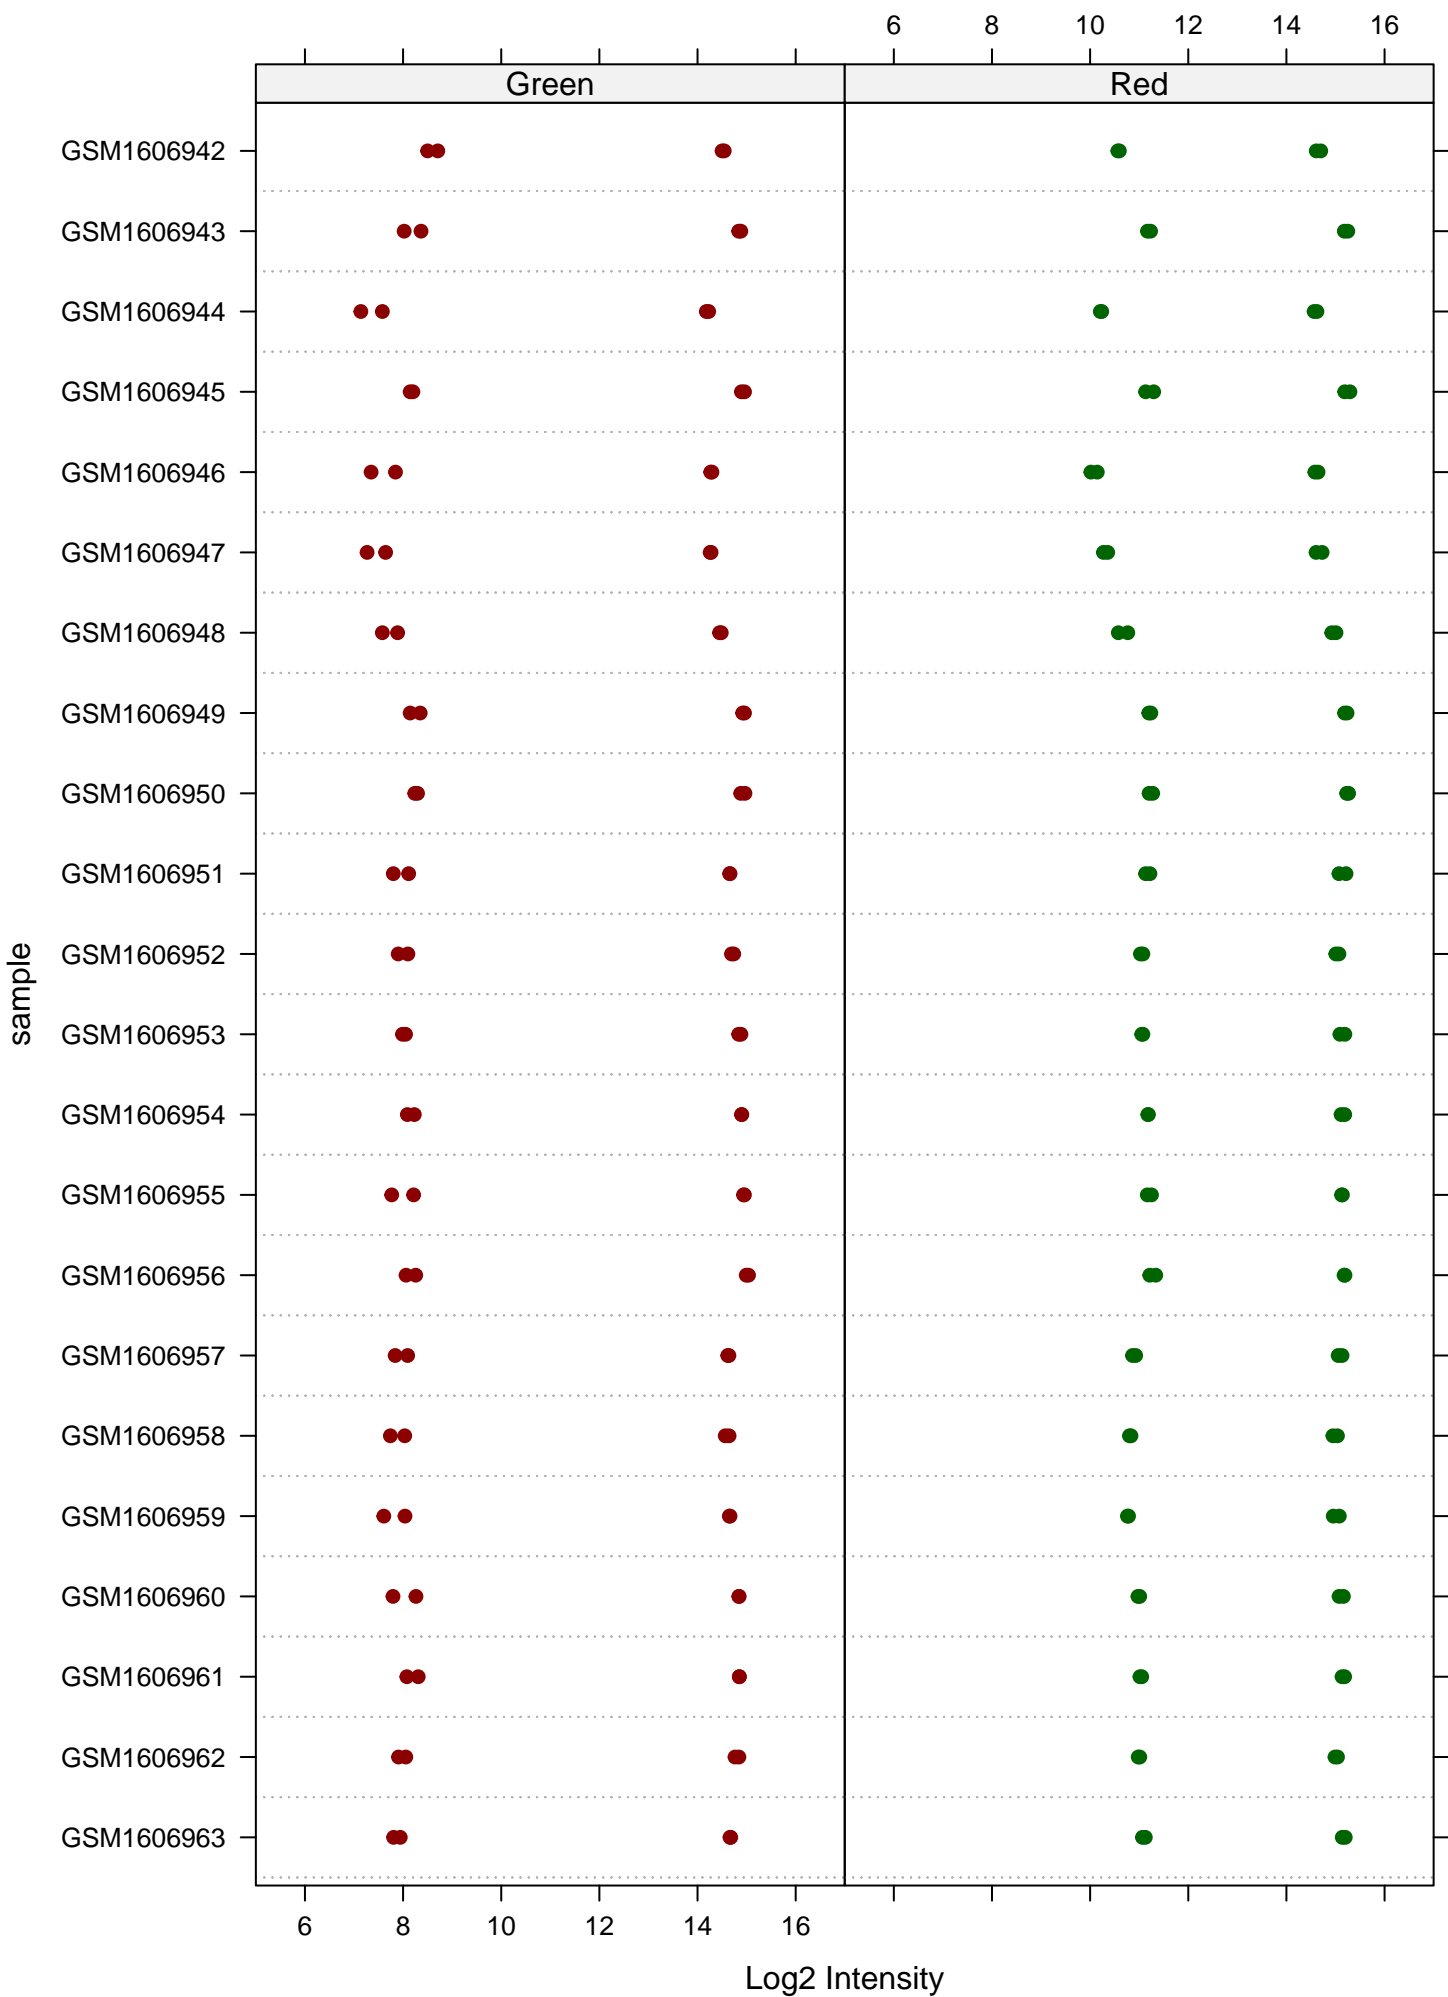 6 8 10 12 14 16
Green Red
GSM1606942
GSM1606943
GSM1606944
GSM1606945
GSM1606946
GSM1606947
GSM1606948
GSM1606949
GSM1606950
GSM1606951
GSM1606952
GSM1606953
GSM1606954
GSM1606955
GSM1606956
GSM1606957
GSM1606958
GSM1606959
GSM1606960
GSM1606961
GSM1606962
GSM1606963
sample
6 8 10 12 14 16
Log2 Intensity